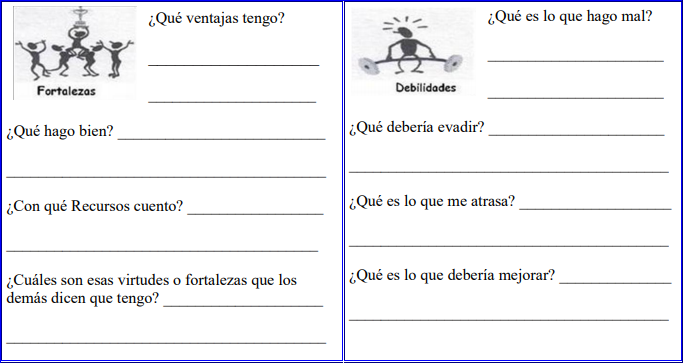 ¿Qué ventajas tengo?
Fortalezas
¿Qué hago bien?
¿Con qué Recursos cuento?
¿Cuáles son esas virtudes o fortalezas que los
demás dicen que tengo?
¿Qué es lo que hago mal?
Debilidades
¿Qué debería evadir?
¿Qué es lo que me atrasa?
¿Qué es lo que debería mejorar?